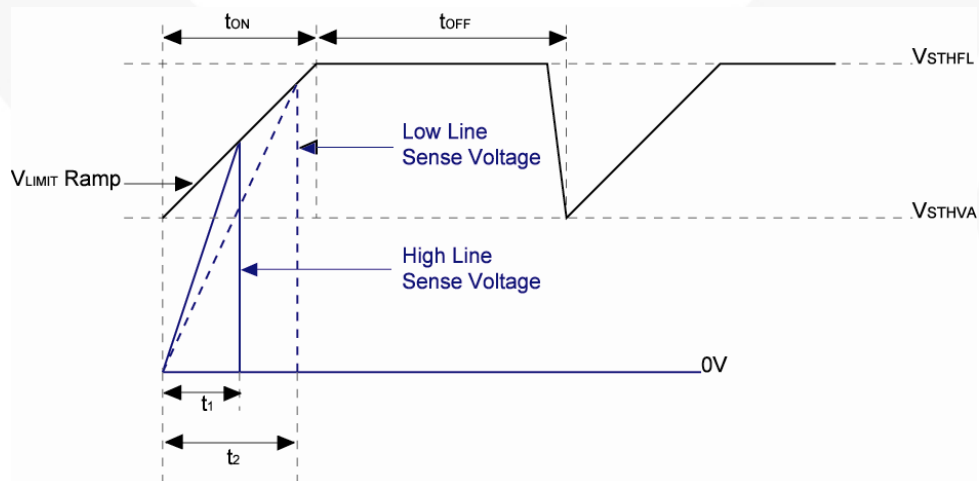 tON
tOFF
VSTHFL
Low Line
Sense Voltage
VLIMIT Ramp
VSTHVA
High Line
Sense Voltage
0V
t1
t2